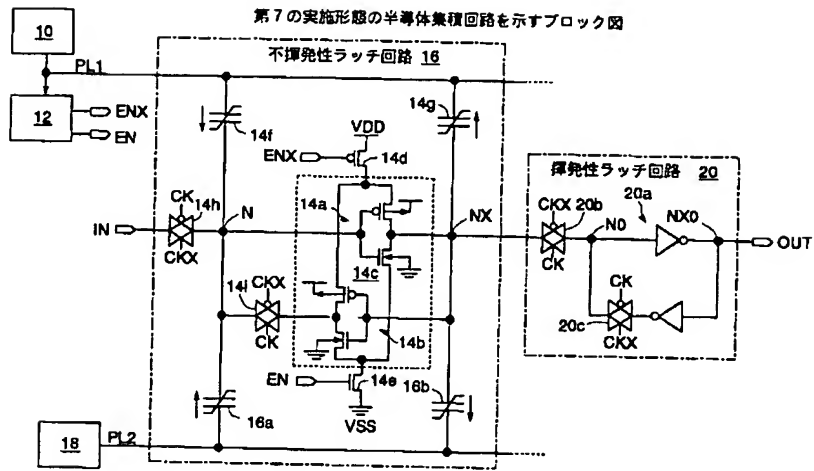 第7の実施形態の半導体集積回路を示すブロック図
10
不揮発性ラッチ回路 16
PL1
12
ENX
EN
14f
14g
VDD
ENX
14d
揮発性ラッチ回路 20
CK
14h
N
14a
NX
CKX
20b
20a
IN
CKX
N0
NX0
OUT
CK
14c
CKX
14i
CK
CK
20c
CKX
14b
EN
14e
16a
16b
VSS
18
PL2